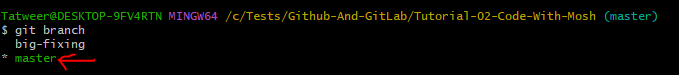 Tatweer@DESKTOP-9FV4RTN MINGW64 /c/Tests/Github-And-GitLab/Tutorial-02-Code-With-Mosh (master)
$ git branch
  big-fixing
* master